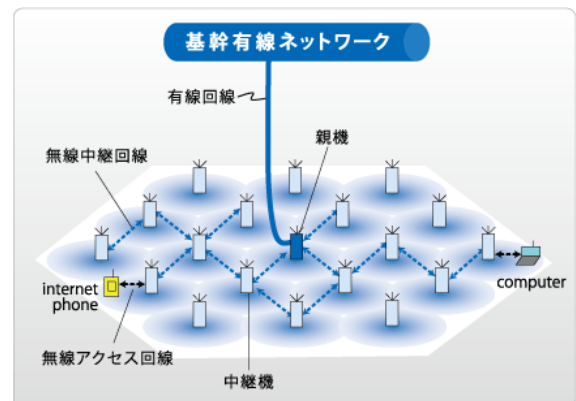 基幹有線ネットワーク
有線回線
親機
無線中継回線
internet
phone
computer
無線アクセス回線
中継機